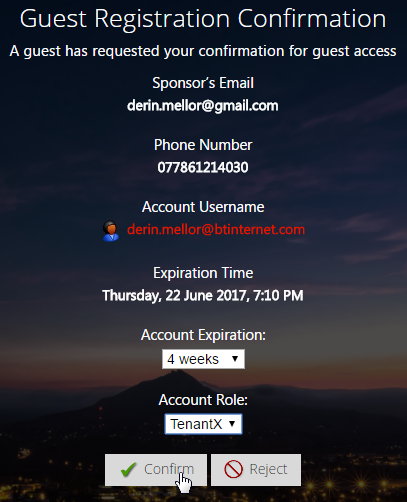 Guest Registration Confirmation
A guest has requested your confirmation for guest access
Sponsor's Email
derin.mellor@gmail.com
Phone Number
077861214030
Account Username
derin.mellor@btinternet.com
Expiration Time
Thursday, 22 June 2017, 7:10 PM
Account Expiration:
4 weeks
Account Role:
TenantX
Confirm
Reject